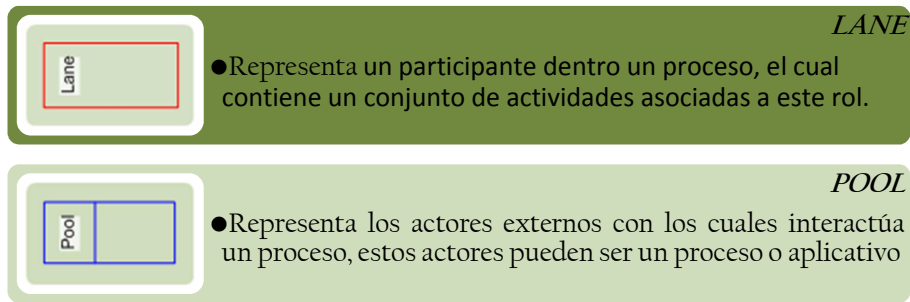 LANE
Lane
●Representa un participante dentro un proceso, el cual
contiene un conjunto de actividades asociadas a este rol.
POOL
Pool
●Representa los actores externos con los cuales interactúa
un proceso, estos actores pueden ser un proceso o aplicativo